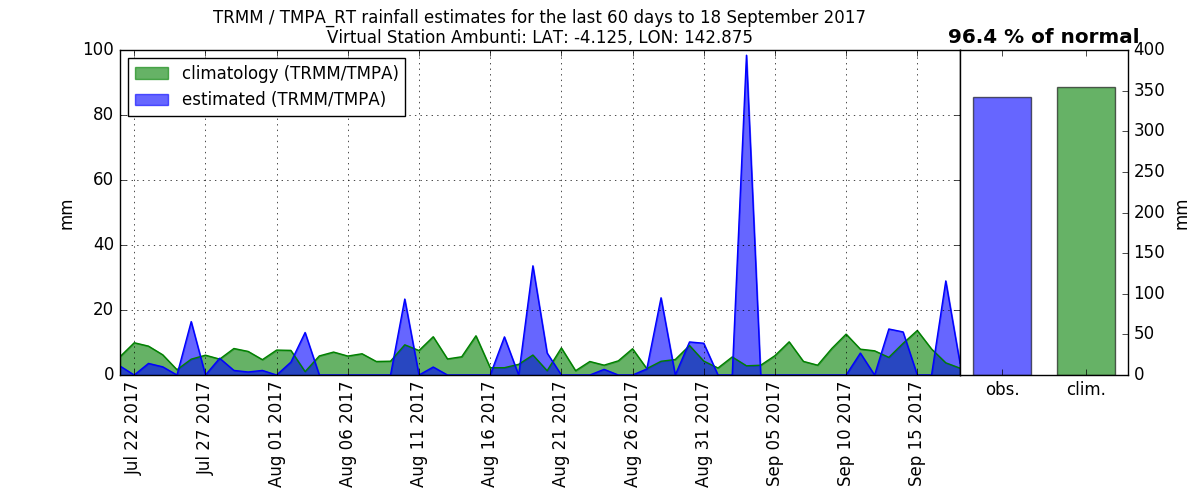 TRMM / TMPA_RT rainfall estimates for the last 60 days to 18 September 2017
Virtual Station Ambunti: LAT: -4.125, LON: 142.875
96.4 % of normal
climatology (TRMM/TMPA)
estimated (TRMM/TMPA)
100
80
60
40
20
0
mm
400
350
300
250
200
150
100
50
0
mm
Jul 22 2017
Jul 27 2017
Aug 01 2017
Aug 06 2017
Aug 11 2017
Aug 16 2017
Aug 21 2017
Aug 26 2017
Aug 31 2017
Sep 05 2017
Sep 10 2017
Sep 15 2017
obs.
clim.